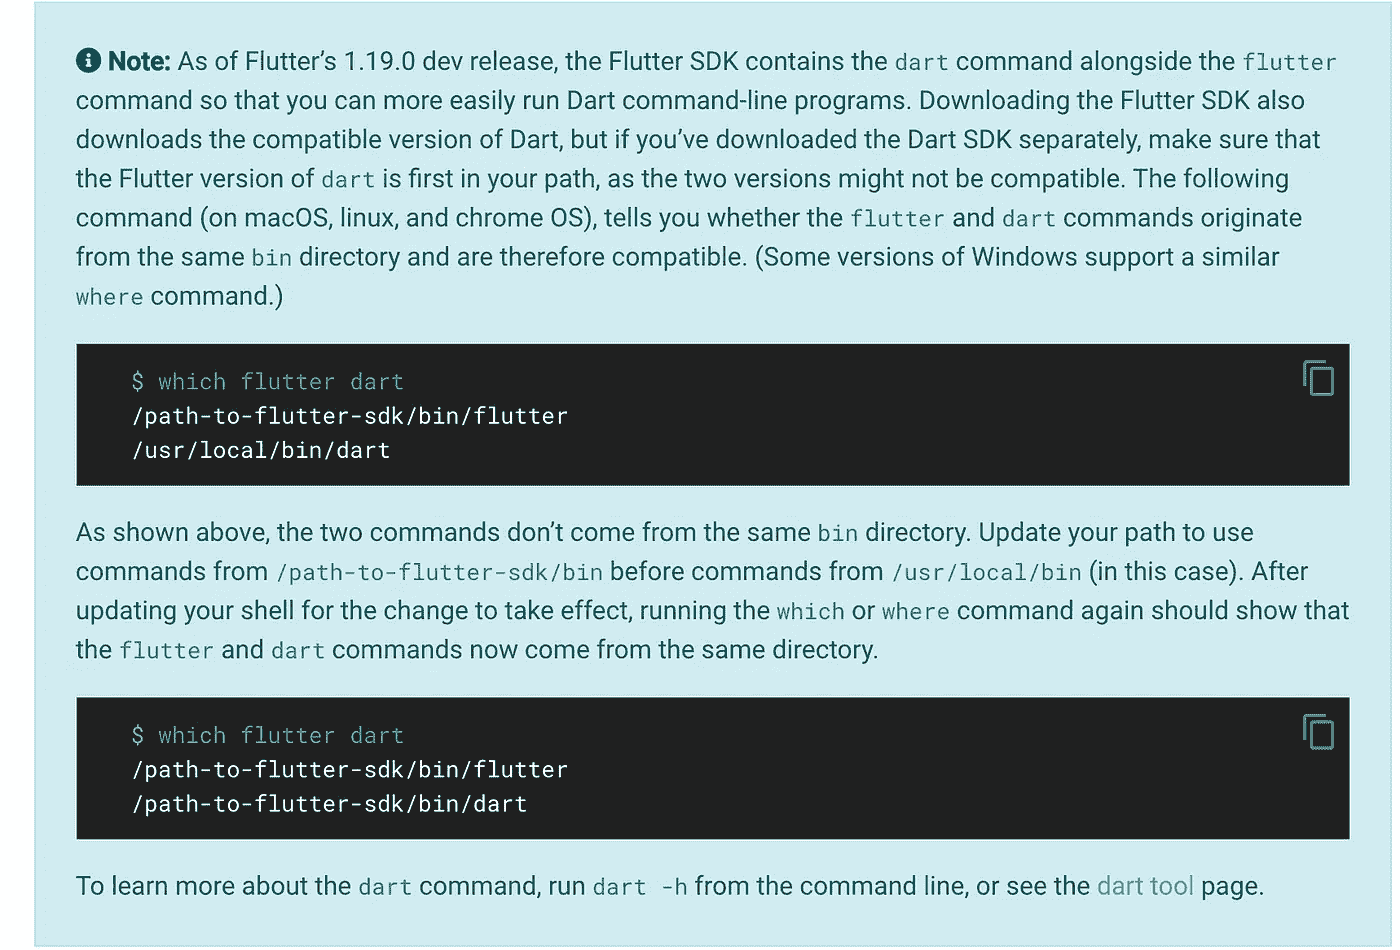 Note: As of Flutter’s 1.19.0 dev release, the Flutter SDK contains the dart command alongside the flutter
command so that you can more easily run Dart command-line programs. Downloading the Flutter SDK also
downloads the compatible version of Dart, but if you’ve downloaded the Dart SDK separately, make sure that
the Flutter version of dart is first in your path, as the two versions might not be compatible. The following
command (on macOS, linux, and chrome OS), tells you whether the flutter and dart commands originate
from the same bin directory and are therefore compatible. (Some versions of Windows support a similar
where command.)
$ which flutter dart
/path-to-flutter-sdk/bin/flutter
/usr/local/bin/dart
As shown above, the two commands don’t come from the same bin directory. Update your path to use
commands from /path-to-flutter-sdk/bin before commands from /usr/local/bin (in this case). After
updating your shell for the change to take effect, running the which or where command again should show that
the flutter and dart commands now come from the same directory.
$ which flutter dart
/path-to-flutter-sdk/bin/flutter
/path-to-flutter-sdk/bin/dart
To learn more about the dart command, run dart -h from the command line, or see the dart tool page.